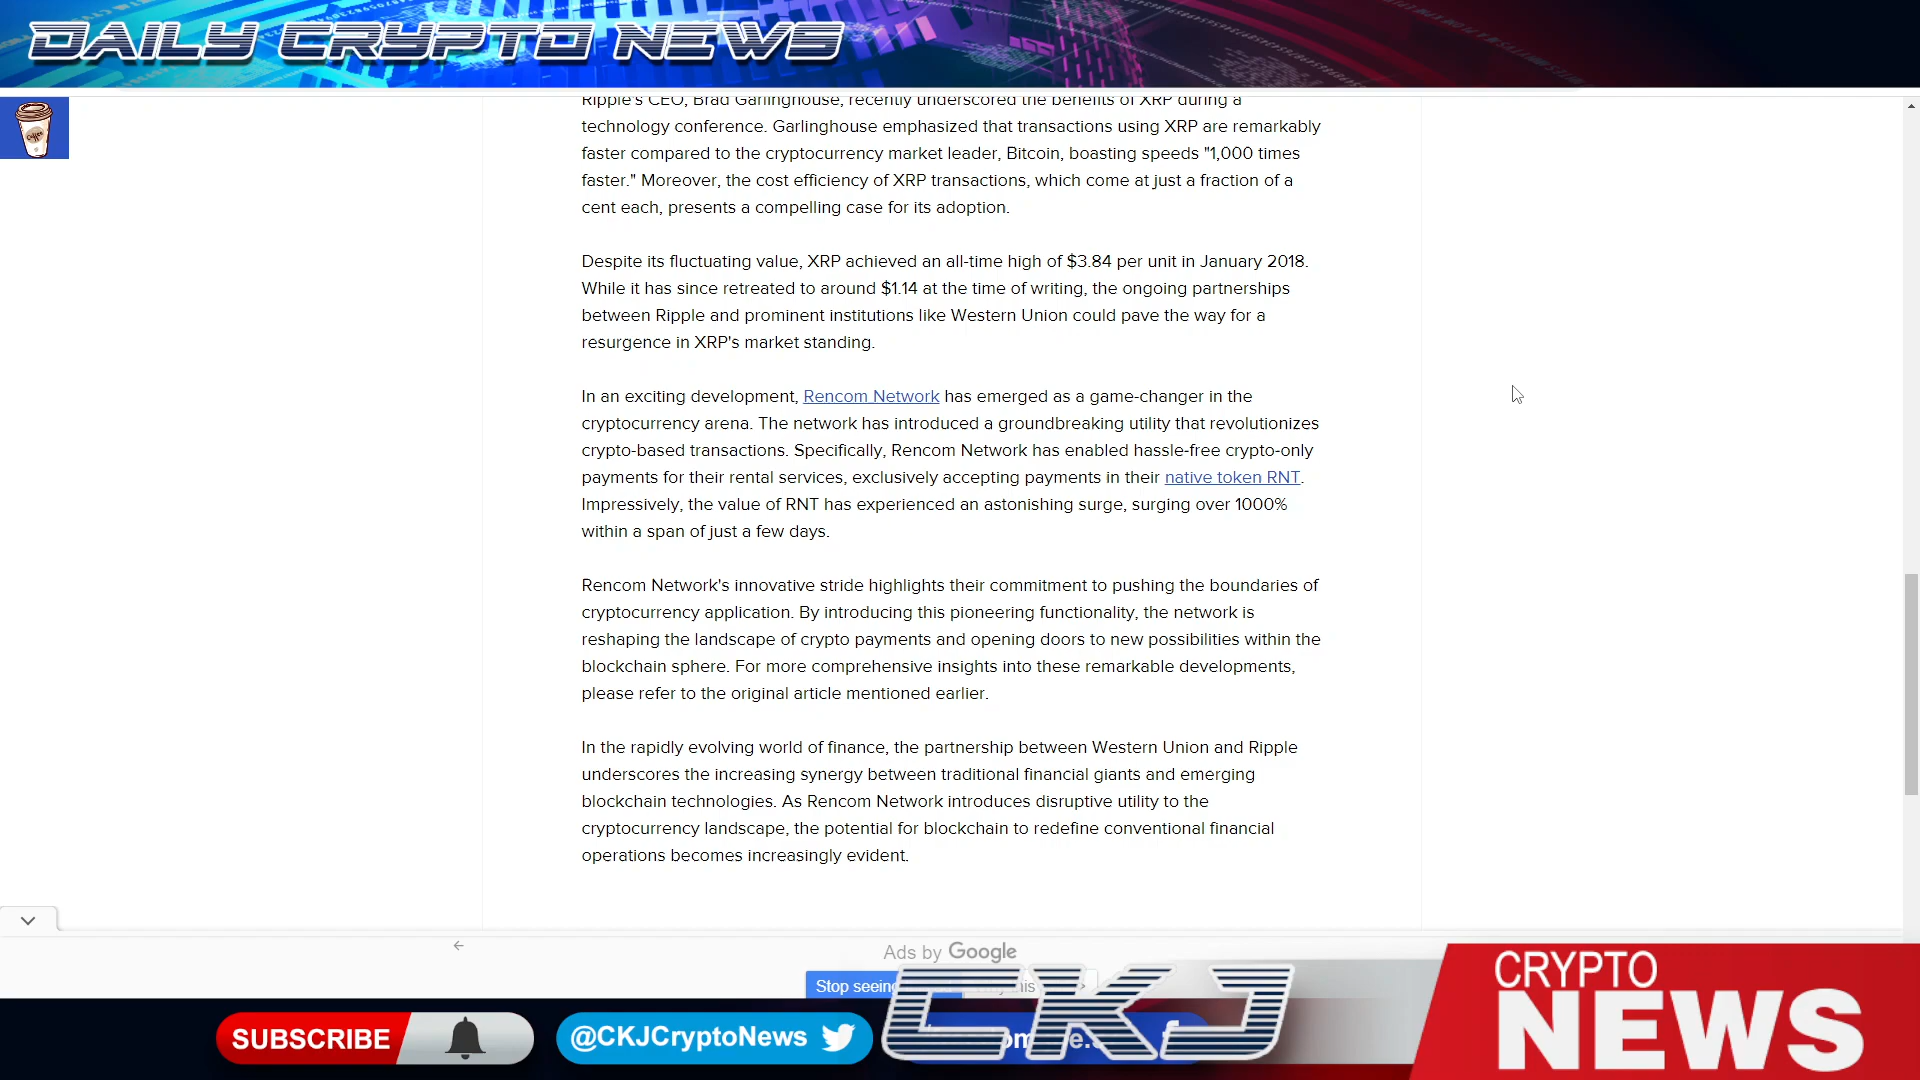 DAILY CRYPTO NEWS
Coffee
Ripple's CEO, Brad Garlinghouse, recently underscored the benefits of XRP during a
technology conference. Garlinghouse emphasized that transactions using XRP are remarkably
faster compared to the cryptocurrency market leader, Bitcoin, boasting speeds "1,000 times
faster." Moreover, the cost efficiency of XRP transactions, which come at just a fraction of a
cent each, presents a compelling case for its adoption.
Despite its fluctuating value, XRP achieved an all-time high of $3.84 per unit in January 2018.
While it has since retreated to around $1.14 at the time of writing, the ongoing partnerships
between Ripple and prominent institutions like Western Union could pave the way for a
resurgence in XRP's market standing.
In an exciting development, Rencom Network has emerged as a game-changer in the
cryptocurrency arena. The network has introduced a groundbreaking utility that revolutionizes
crypto-based transactions. Specifically, Rencom Network has enabled hassle-free crypto-only
payments for their rental services, exclusively accepting payments in their native token RNT.
Impressively, the value of RNT has experienced an astonishing surge, surging over 1000%
within a span of just a few days.
Rencom Network's innovative stride highlights their commitment to pushing the boundaries of
cryptocurrency application. By introducing this pioneering functionality, the network is
reshaping the landscape of crypto payments and opening doors to new possibilities within the
blockchain sphere. For more comprehensive insights into these remarkable developments,
please refer to the original article mentioned earlier.
In the rapidly evolving world of finance, the partnership between Western Union and Ripple
underscores the increasing synergy between traditional financial giants and emerging
blockchain technologies. As Rencom Network introduces disruptive utility to the
cryptocurrency landscape, the potential for blockchain to redefine conventional financial
operations becomes increasingly evident.
Ads by Google
Stop seeing
CKJ
CRYPTO
NEWS
SUBSCRIBE
@CKJCryptoNews